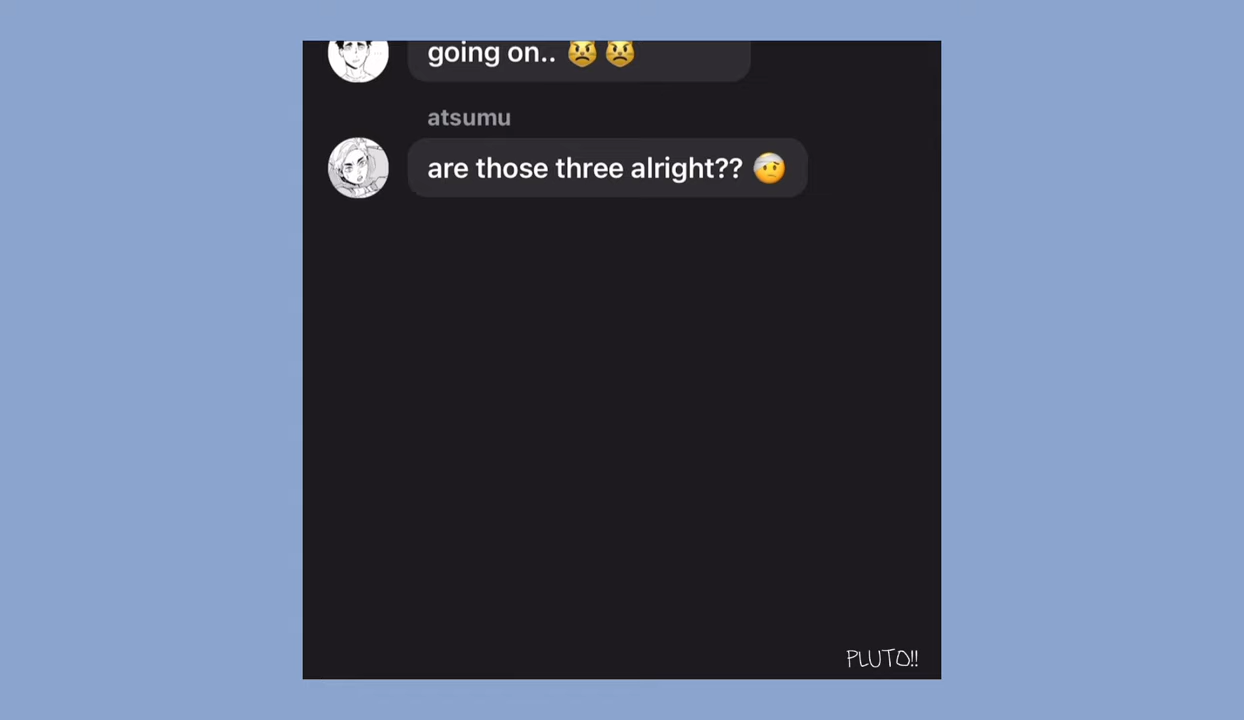 going on.. 😾 😾
atsumu
are those three alright?? 🤕
PLUTO!!